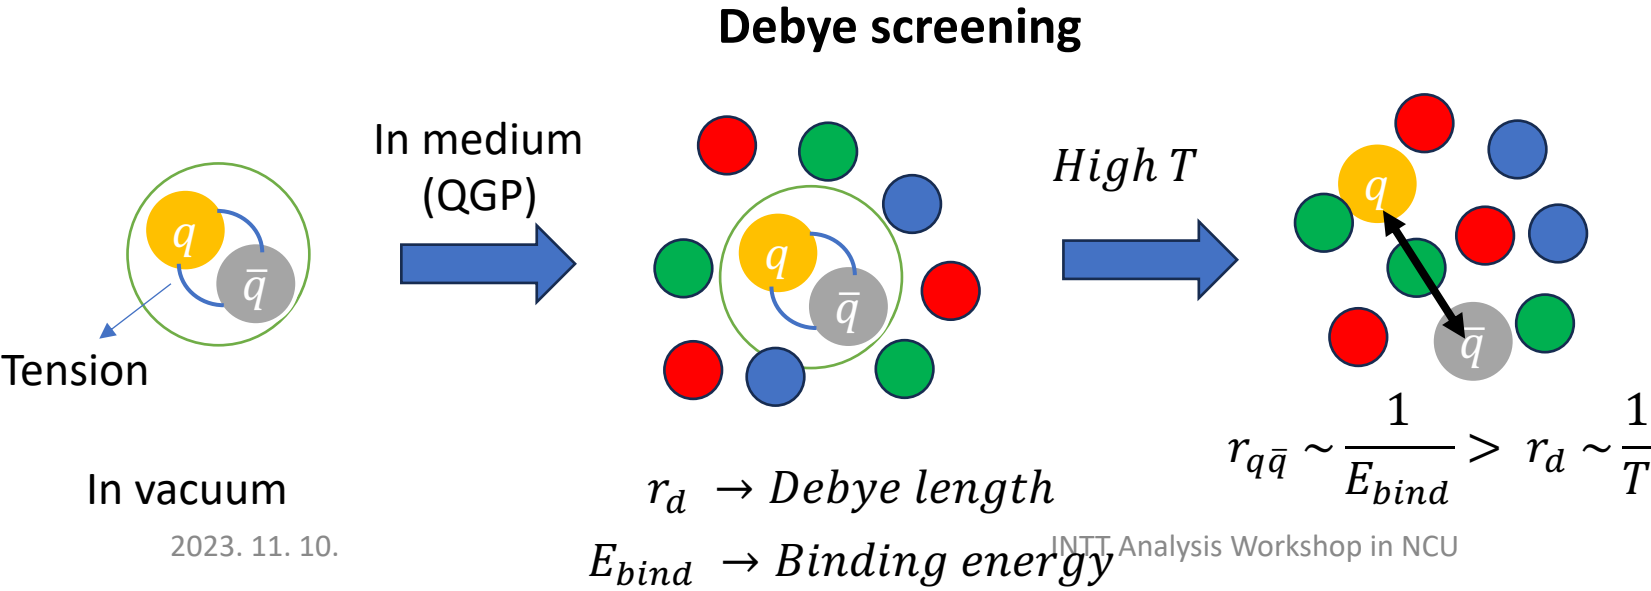 Debye screening
In medium
(QGP)
High T
q
q̅
Tension
In vacuum
q
q̅
q
q̅
r_d → Debye length
E_bind → Binding energy
r_qq̅ ~ 1/E_bind > r_d ~ 1/T
2023. 11. 10.
INTT Analysis Workshop in NCU